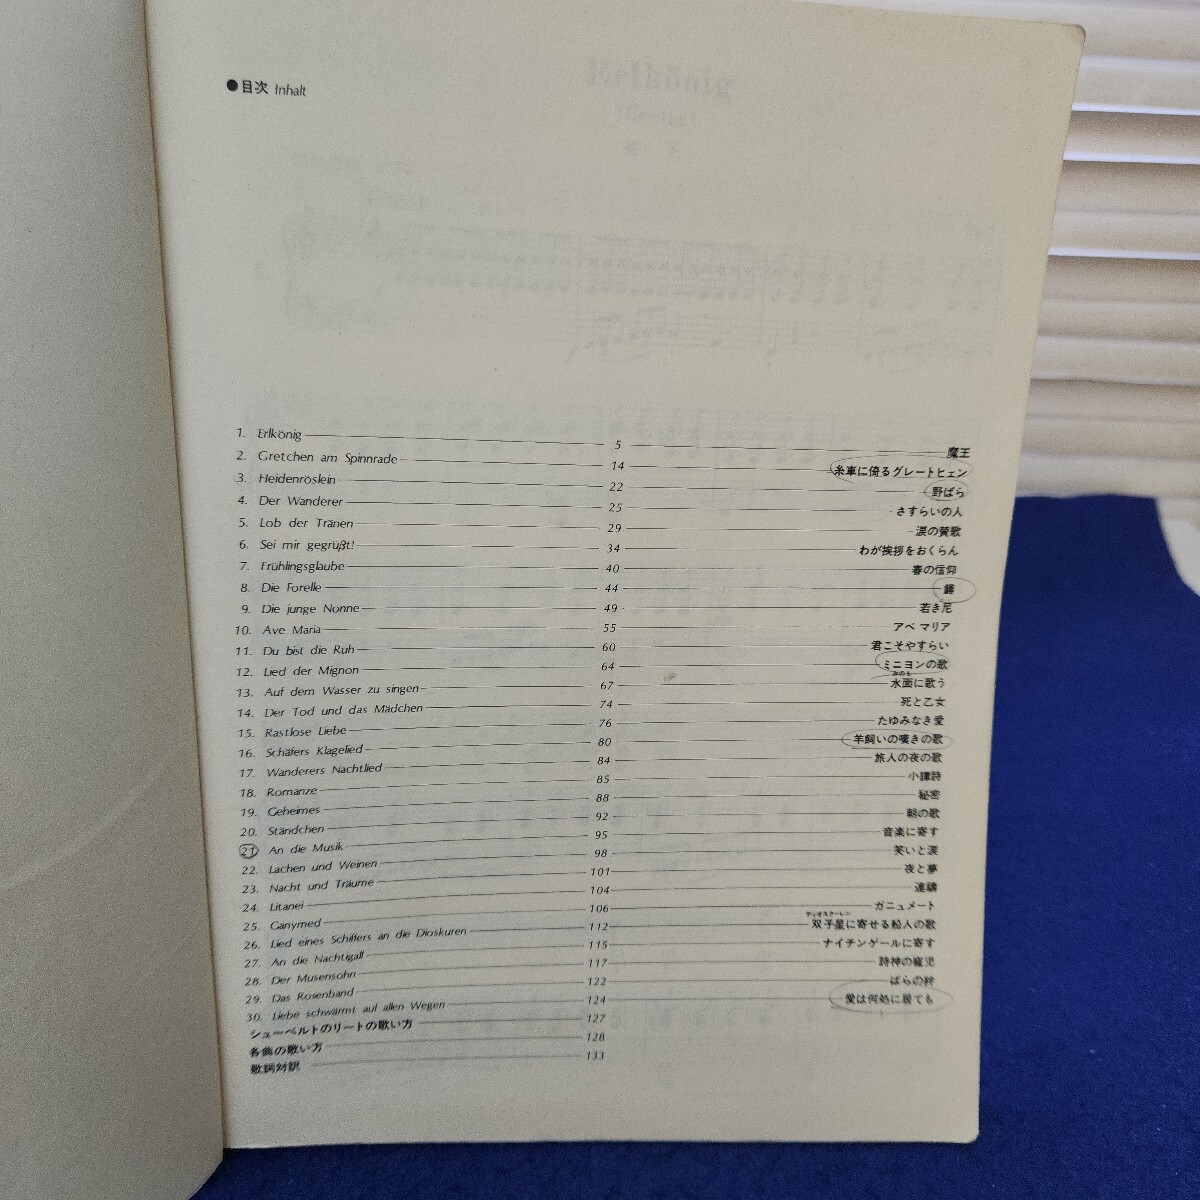 ●目次 Inhalt
1. Erlkönig 5 魔王
2. Gretchen am Spinnrade 14 糸車に倚るグレートヒェン
3. Heidenröslein 22 野ばら
4. Der Wanderer 25 さすらいの人
5. Lob der Tränen 29 涙の賛歌
6. Sei mir gegrüßt! 34 わが挨拶をおくらん
7. Frühlingsglaube 40 春の信仰
8. Die Forelle 44 鱒
9. Die junge Nonne 49 若き尼
10. Ave Maria 55 アベ マリア
11. Du bist die Ruh 60 君こそやすらい
12. Lied der Mignon 64 ミニヨンの歌
13. Auf dem Wasser zu singen 67 水面に歌う
14. Der Tod und das Mädchen 74 死と乙女
15. Rastlose Liebe 76 たゆみなき愛
16. Schäfers Klagelied 80 羊飼いの嘆きの歌
17. Wanderers Nachtlied 84 旅人の夜の歌
18. Romanze 85 小譚詩
19. Geheimes 88 秘密
20. Ständchen 92 朝の歌
21. An die Musik 95 音楽に寄す
22. Lachen und Weinen 98 笑いと涙
23. Nacht und Träume 101 夜と夢
24. Litanei 104 連禱
25. Ganymed 106 ガニュメート
26. Lied eines Schiffers an die Dioskuren 112 双子星に寄せる船人の歌
27. An die Nachtigall 115 ナイチンゲールに寄す
28. Der Musensohn 117 詩神の寵児
29. Das Rosenband 122 ばらの絆
30. Liebe schwärmt auf allen Wegen 124 愛は何処に居ても
シューベルトのリートの歌い方 127
各曲の歌い方 128
歌詞対訳 133